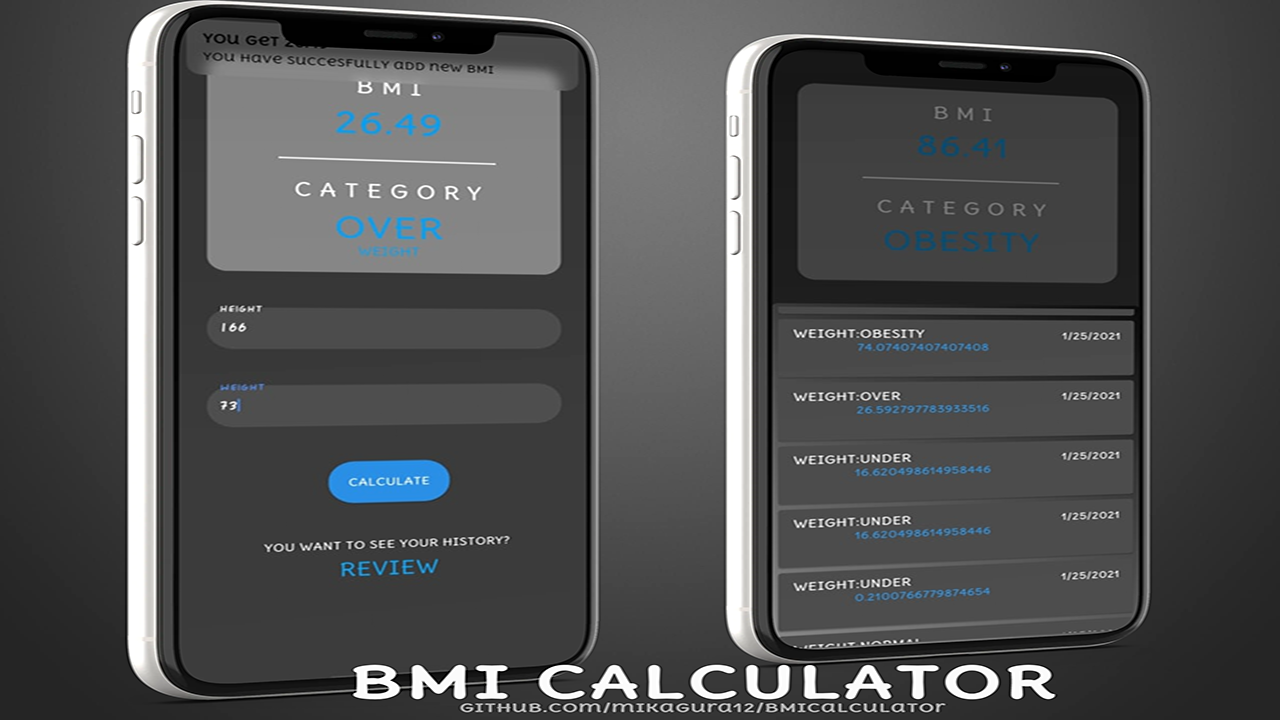 YOU GET
YOU HAVE SUCCESFULLY ADD NEW BMI
BMI
26.49
CATEGORY
OVER
WEIGHT
HEIGHT
166
WEIGHT
73
CALCULATE
YOU WANT TO SEE YOUR HISTORY?
REVIEW
BMI
86.41
CATEGORY
OBESITY
WEIGHT:OBESITY 1/25/2021
74.07407407407408
WEIGHT:OVER 1/25/2021
26.592797783933516
WEIGHT:UNDER 1/25/2021
16.620498614958446
WEIGHT:UNDER 1/25/2021
16.620498614958446
WEIGHT:UNDER 1/25/2021
0.2100766779874654
WEIGHT:NORMAL
BMI CALCULATOR
GITHUB.com/mikagura12/BMIcalculator